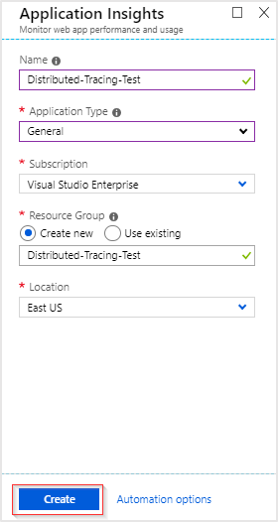 Application Insights
Monitor web app performance and usage
Name
Distributed-Tracing-Test
* Application Type
General
* Subscription
Visual Studio Enterprise
* Resource Group
Create new Use existing
Distributed-Tracing-Test
* Location
East US
Create Automation options